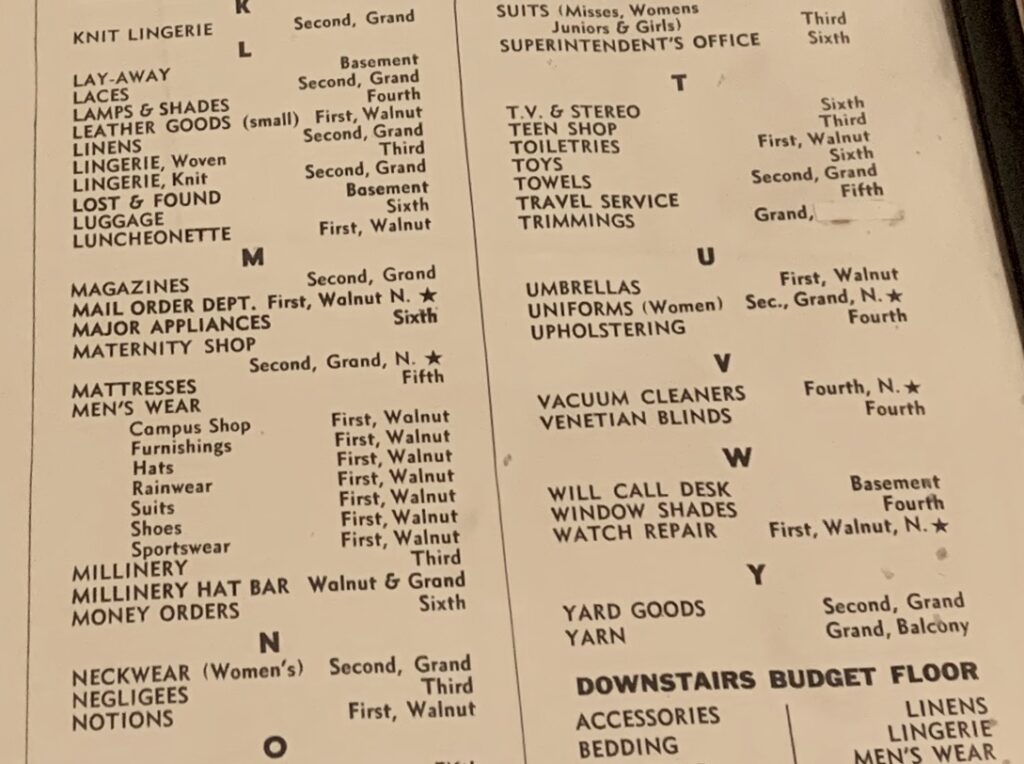 K
KNIT LINGERIE Second, Grand
L
LAY-AWAY Basement
LACES Second, Grand
LAMPS & SHADES Fourth
LEATHER GOODS (small) First, Walnut
LINENS Second, Grand
LINGERIE, Woven Third
LINGERIE, Knit Second, Grand
LOST & FOUND Basement
LUGGAGE Sixth
LUNCHEONETTE First, Walnut
M
MAGAZINES Second, Grand
MAIL ORDER DEPT. First, Walnut N. ★
MAJOR APPLIANCES Sixth
MATERNITY SHOP
Second, Grand, N. ★
MATTRESSES Fifth
MEN'S WEAR
Campus Shop First, Walnut
Furnishings First, Walnut
Hats First, Walnut
Rainwear First, Walnut
Suits First, Walnut
Shoes First, Walnut
Sportswear First, Walnut
MILLINERY Third
MILLINERY HAT BAR Walnut & Grand
MONEY ORDERS Sixth
N
NECKWEAR (Women's) Second, Grand
NEGLIGEES Third
NOTIONS First, Walnut
O
SUITS (Misses, Womens
Juniors & Girls) Third
SUPERINTENDENT'S OFFICE Sixth
T
T.V. & STEREO Sixth
TEEN SHOP Third
TOILETRIES First, Walnut
TOYS Sixth
TOWELS Second, Grand
TRAVEL SERVICE Fifth
TRIMMINGS Grand,
U
UMBRELLAS First, Walnut
UNIFORMS (Women) Sec., Grand, N. ★
UPHOLSTERING Fourth
V
VACUUM CLEANERS Fourth, N. ★
VENETIAN BLINDS Fourth
W
WILL CALL DESK Basement
WINDOW SHADES Fourth
WATCH REPAIR First, Walnut, N. ★
Y
YARD GOODS Second, Grand
YARN Grand, Balcony
DOWNSTAIRS BUDGET FLOOR
ACCESSORIES
BEDDING
LINENS
LINGERIE
MEN'S WEAR